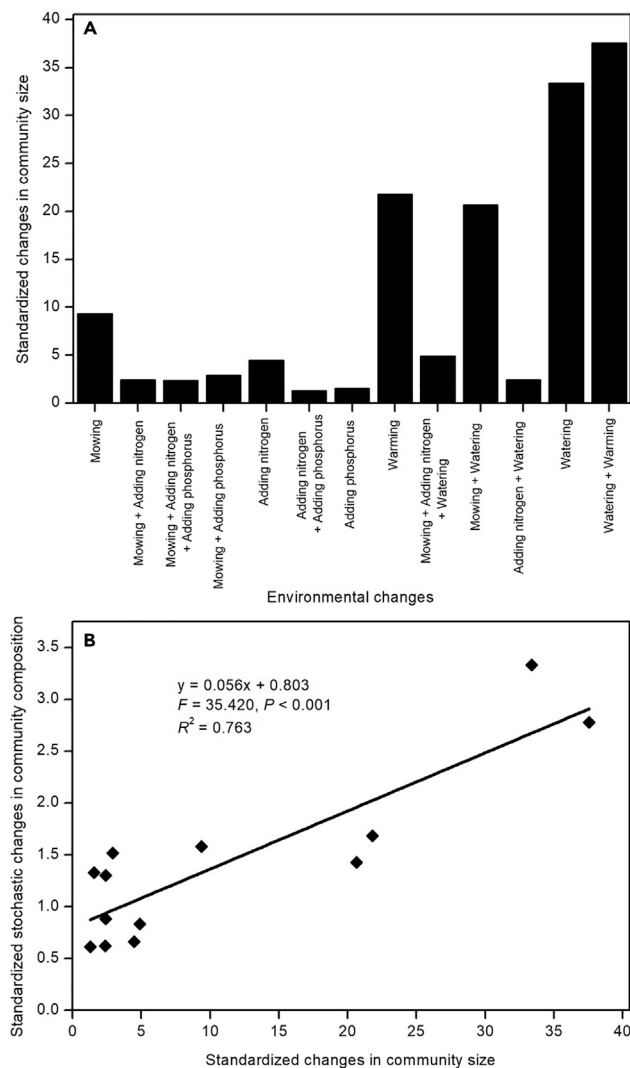 A
40
35
30
25
20
15
10
5
0
Standardized changes in community size
Mowing
Mowing + Adding nitrogen
Mowing + Adding nitrogen
+ Adding phosphorus
Mowing + Adding phosphorus
Adding nitrogen
Adding nitrogen
+ Adding phosphorus
Adding phosphorus
Warming
Mowing + Adding nitrogen
+ Watering
Mowing + Watering
Adding nitrogen + Watering
Watering
Watering + Warming
Environmental changes
B
3.5
3.0
2.5
2.0
1.5
1.0
0.5
0.0
Standardized stochastic changes in community composition
y = 0.056x + 0.803
F = 35.420, P < 0.001
R² = 0.763
0 5 10 15 20 25 30 35 40
Standardized changes in community size